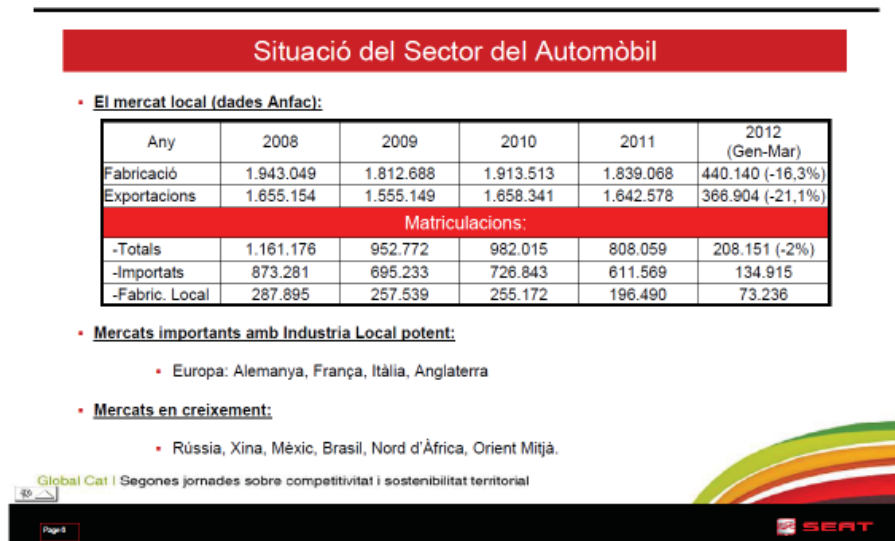 Situació del Sector del Automòbil
▪ El mercat local (dades Anfac):
Any 2008 2009 2010 2011 2012 (Gen-Mar)
Fabricació 1.943.049 1.812.688 1.913.513 1.839.068 440.140 (-16,3%)
Exportacions 1.655.154 1.555.149 1.658.341 1.642.578 366.904 (-21,1%)
Matriculacions:
-Totals 1.161.176 952.772 982.015 808.059 208.151 (-2%)
-Importats 873.281 695.233 726.843 611.569 134.915
-Fabric. Local 287.895 257.539 255.172 196.490 73.236
▪ Mercats importants amb Industria Local potent:
▪ Europa: Alemanya, França, Itàlia, Anglaterra
▪ Mercats en creixement:
▪ Rússia, Xina, Mèxic, Brasil, Nord d'Àfrica, Orient Mitjà.
Global Cat I Segones jornades sobre competitivitat i sostenibilitat territorial
SEAT